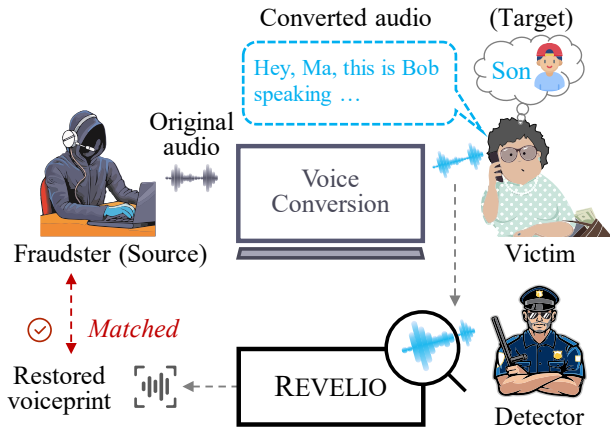 Converted audio
(Target)
Hey, Ma, this is Bob
speaking …
Son
Original
audio
Voice
Conversion
Fraudster (Source)
Victim
Matched
Restored
voiceprint
REVELIO
Detector